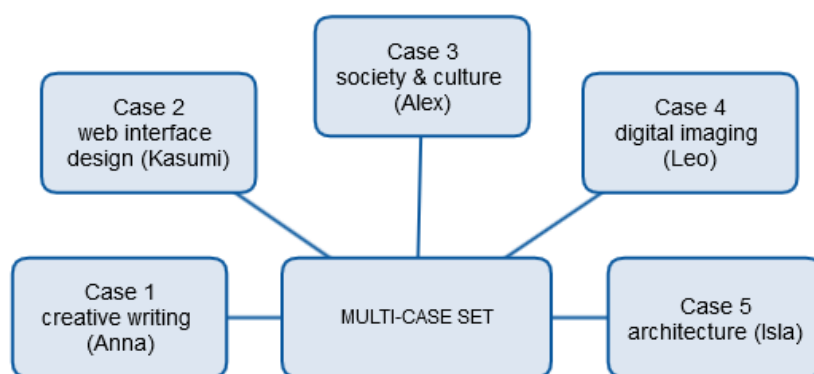 Case 1
creative writing
(Anna)
Case 2
web interface
design (Kasumi)
Case 3
society & culture
(Alex)
Case 4
digital imaging
(Leo)
Case 5
architecture (Isla)
MULTI-CASE SET